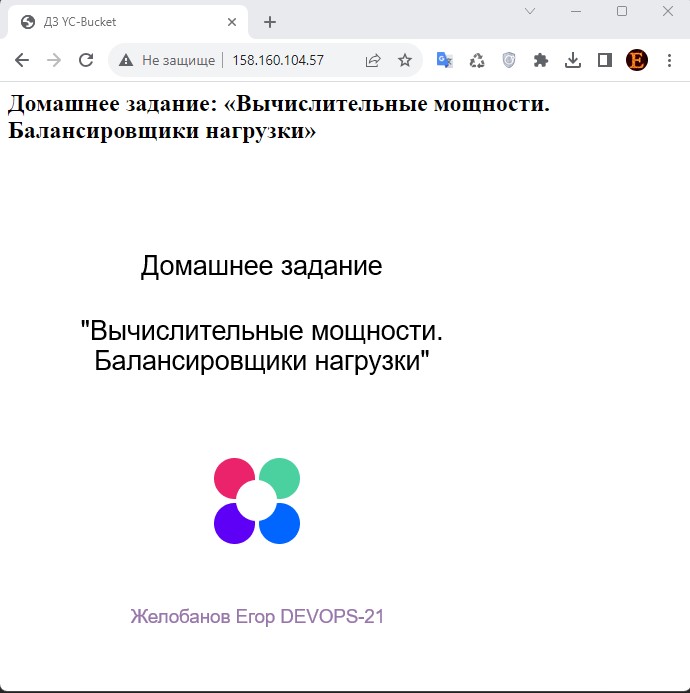 ДЗ YC-Bucket
Не защище
158.160.104.57
E
Домашнее задание: «Вычислительные мощности.
Балансировщики нагрузки»
Домашнее задание
"Вычислительные мощности.
Балансировщики нагрузки"
Желобанов Егор DEVOPS-21